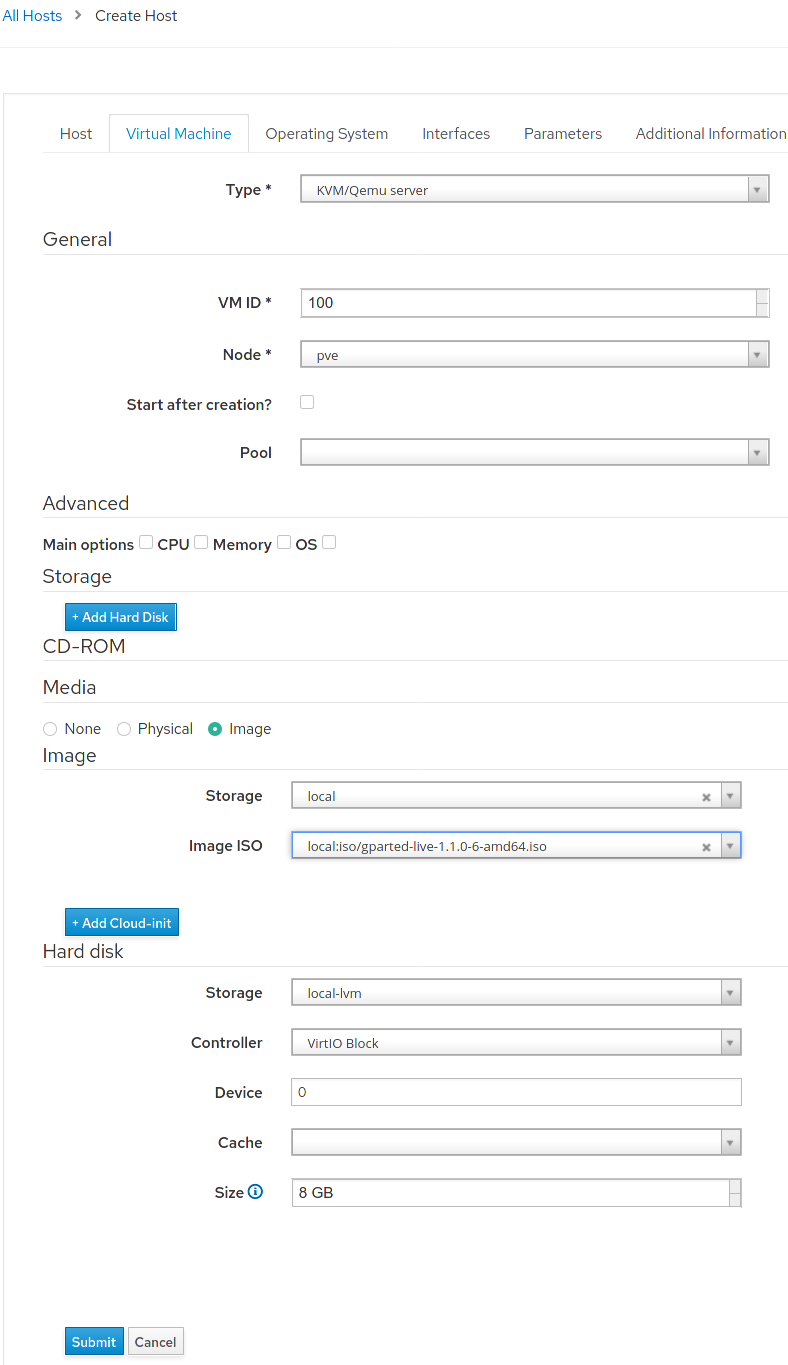 All Hosts > Create Host
Host Virtual Machine Operating System Interfaces Parameters Additional Information
Type * KVM/Qemu server
General
VM ID * 100
Node * pve
Start after creation?
Pool
Advanced
Main options CPU Memory OS
Storage
+ Add Hard Disk
CD-ROM
Media
None Physical Image
Image
Storage local
Image ISO local:iso/gparted-live-1.1.0-6-amd64.iso
+ Add Cloud-init
Hard disk
Storage local-lvm
Controller VirtIO Block
Device 0
Cache
Size 8 GB
Submit Cancel